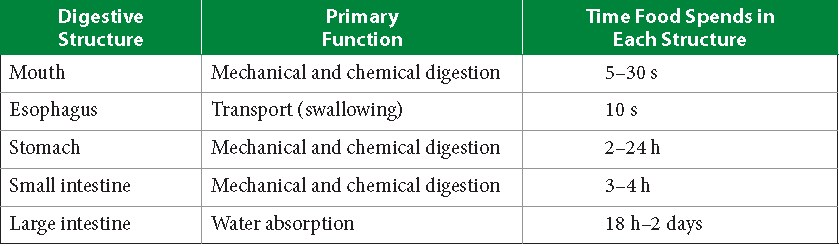 Digestive Structure Primary Function Time Food Spends in Each Structure
Mouth Mechanical and chemical digestion 5–30 s
Esophagus Transport (swallowing) 10 s
Stomach Mechanical and chemical digestion 2–24 h
Small intestine Mechanical and chemical digestion 3–4 h
Large intestine Water absorption 18 h–2 days